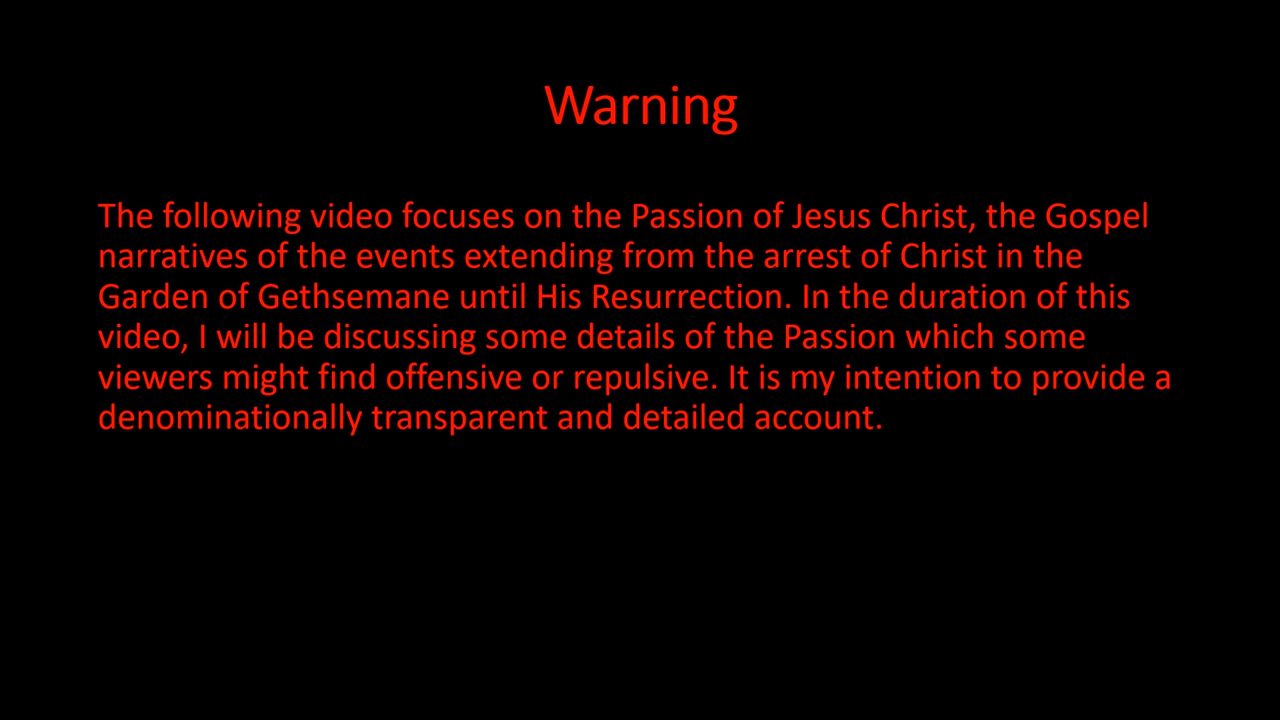 Warning
The following video focuses on the Passion of Jesus Christ, the Gospel
narratives of the events extending from the arrest of Christ in the
Garden of Gethsemane until His Resurrection. In the duration of this
video, I will be discussing some details of the Passion which some
viewers might find offensive or repulsive. It is my intention to provide a
denominationally transparent and detailed account.